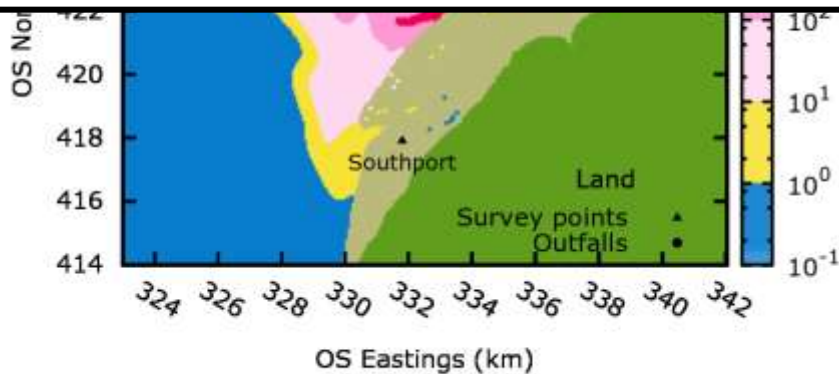 OS Nor
422
420
418
416
414
Southport
Land
Survey points
Outfalls
324 326 328 330 332 334 336 338 340 342
OS Eastings (km)
10²
10¹
10⁰
10⁻¹